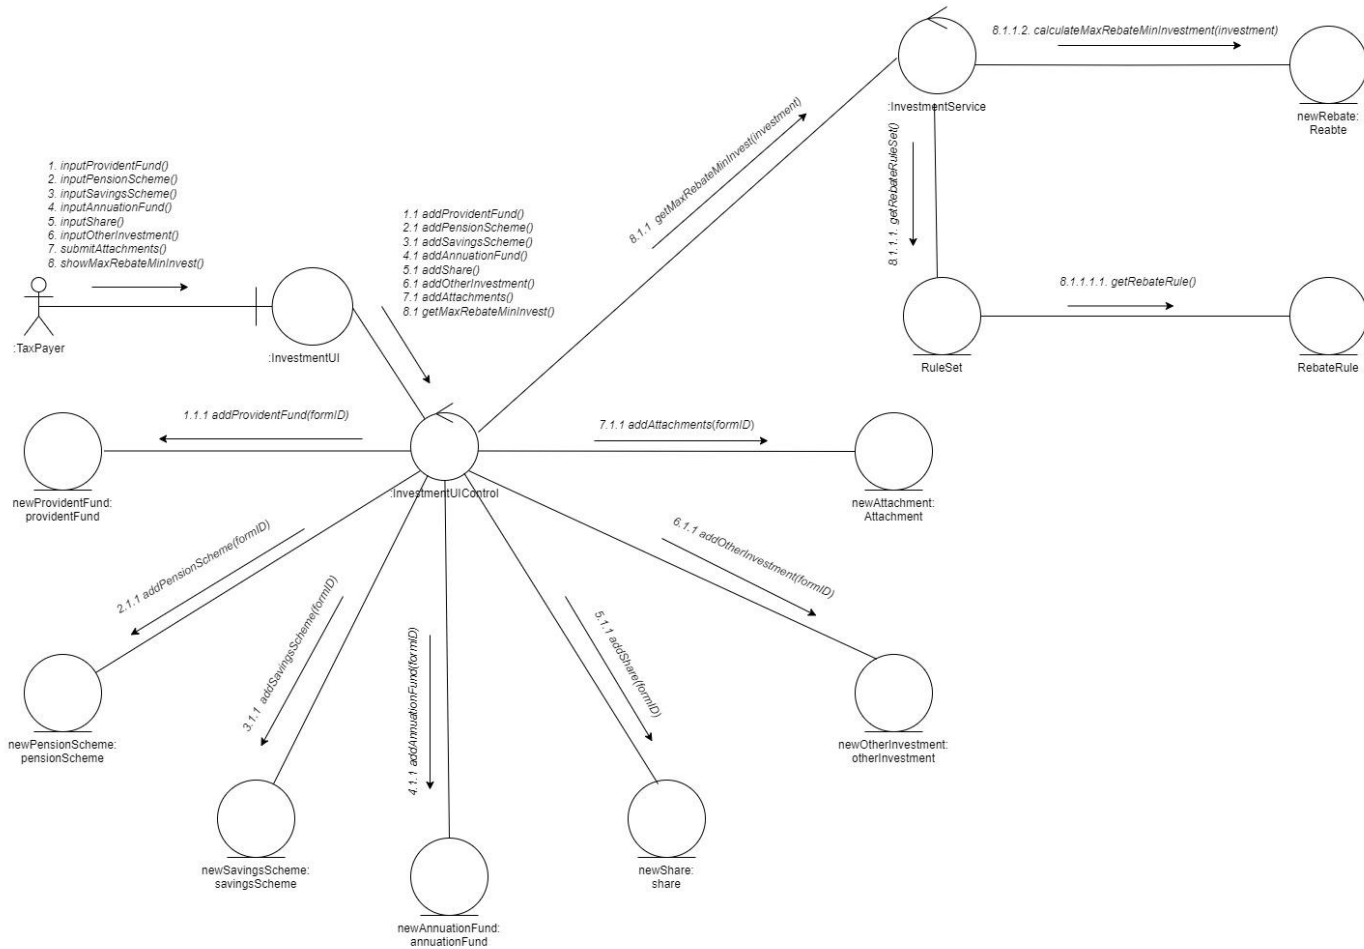 8.1.1.2. calculateMaxRebateMinInvestment(investment)
:InvestmentService
newRebate:
Reabte
8.1.1 getMaxRebateMinInvest(investment)
8.1.1.1. getRebateRuleSet()
1. inputProvidentFund()
2. inputPensionScheme()
3. inputSavingsScheme()
4. inputAnnuationFund()
5. inputShare()
6. inputOtherInvestment()
7. submitAttachments()
8. showMaxRebateMinInvest()
1.1 addProvidentFund()
2.1 addPensionScheme()
3.1 addSavingsScheme()
4.1 addAnnuationFund()
5.1 addShare()
6.1 addOtherInvestment()
7.1 addAttachments()
8.1 getMaxRebateMinInvest()
8.1.1.1.1. getRebateRule()
:TaxPayer
:InvestmentUI
RuleSet
RebateRule
1.1.1 addProvidentFund(formID)
7.1.1 addAttachments(formID)
:InvestmentUIControl
newProvidentFund:
providentFund
newAttachment:
Attachment
2.1.1 addPensionScheme(formID)
3.1.1 addSavingsScheme(formID)
4.1.1 addAnnuationFund(formID)
5.1.1 addShare(formID)
6.1.1 addOtherInvestment(formID)
newPensionScheme:
pensionScheme
newOtherInvestment:
otherInvestment
newSavingsScheme:
savingsScheme
newShare:
share
newAnnuationFund:
annuationFund